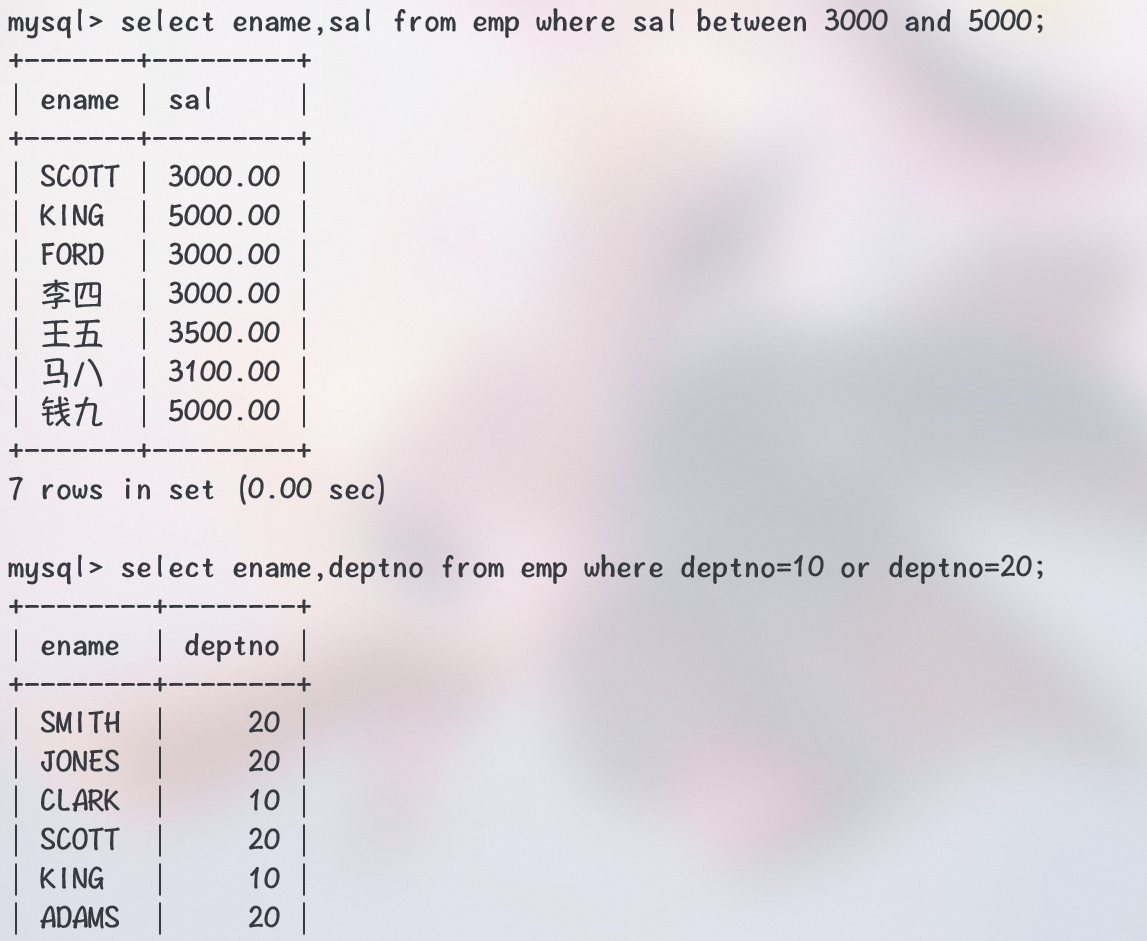 mysql> select ename,sal from emp where sal between 3000 and 5000;
+-------+---------+
| ename | sal     |
+-------+---------+
| SCOTT | 3000.00 |
| KING  | 5000.00 |
| FORD  | 3000.00 |
| 李四  | 3000.00 |
| 王五  | 3500.00 |
| 马八  | 3100.00 |
| 钱九  | 5000.00 |
+-------+---------+
7 rows in set (0.00 sec)
mysql> select ename,deptno from emp where deptno=10 or deptno=20;
+--------+--------+
| ename  | deptno |
+--------+--------+
| SMITH  |     20 |
| JONES  |     20 |
| CLARK  |     10 |
| SCOTT  |     20 |
| KING   |     10 |
| ADAMS  |     20 |